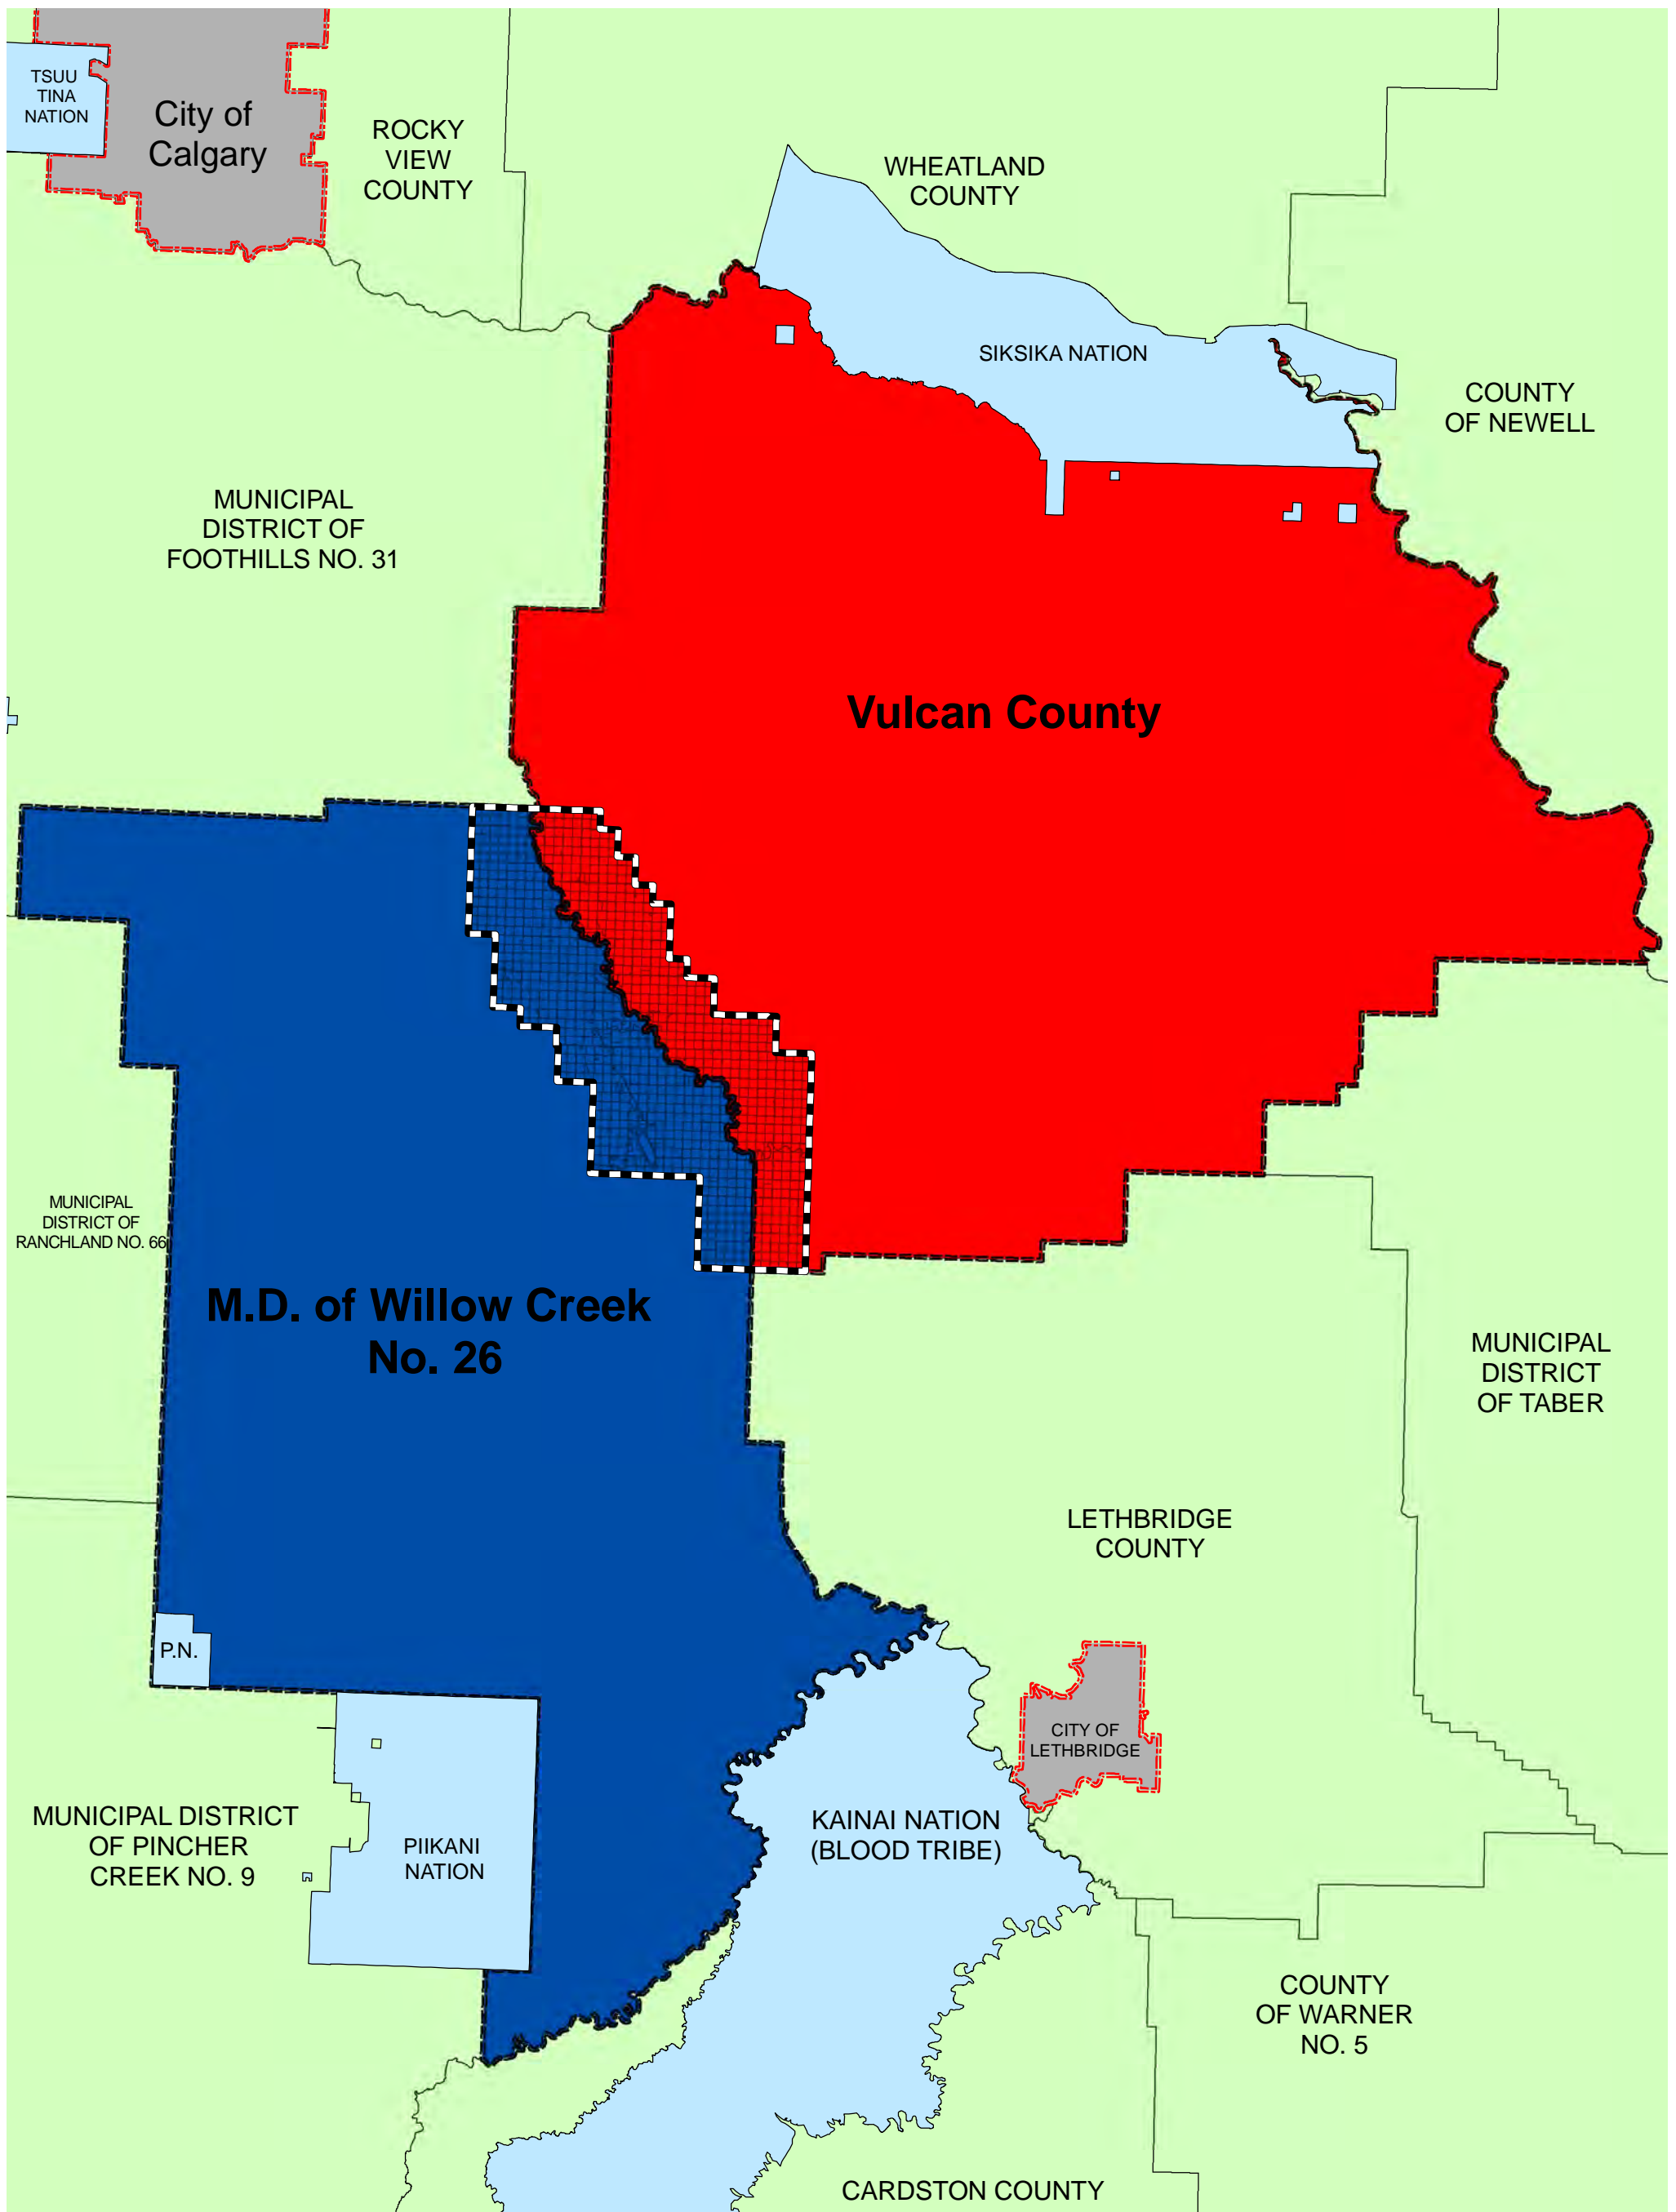 TSUU
TINA
NATION
City of
Calgary
ROCKY
VIEW
COUNTY
WHEATLAND
COUNTY
SIKSIKA NATION
COUNTY
OF NEWELL
MUNICIPAL
DISTRICT OF
FOOTHILLS NO. 31
Vulcan County
MUNICIPAL
DISTRICT OF
RANCHLAND NO. 66
M.D. of Willow Creek
No. 26
MUNICIPAL
DISTRICT
OF TABER
LETHBRIDGE
COUNTY
P.N.
CITY OF
LETHBRIDGE
MUNICIPAL DISTRICT
OF PINCHER
CREEK NO. 9
PIIKANI
NATION
KAINAI NATION
(BLOOD TRIBE)
COUNTY
OF WARNER
NO. 5
CARDSTON COUNTY